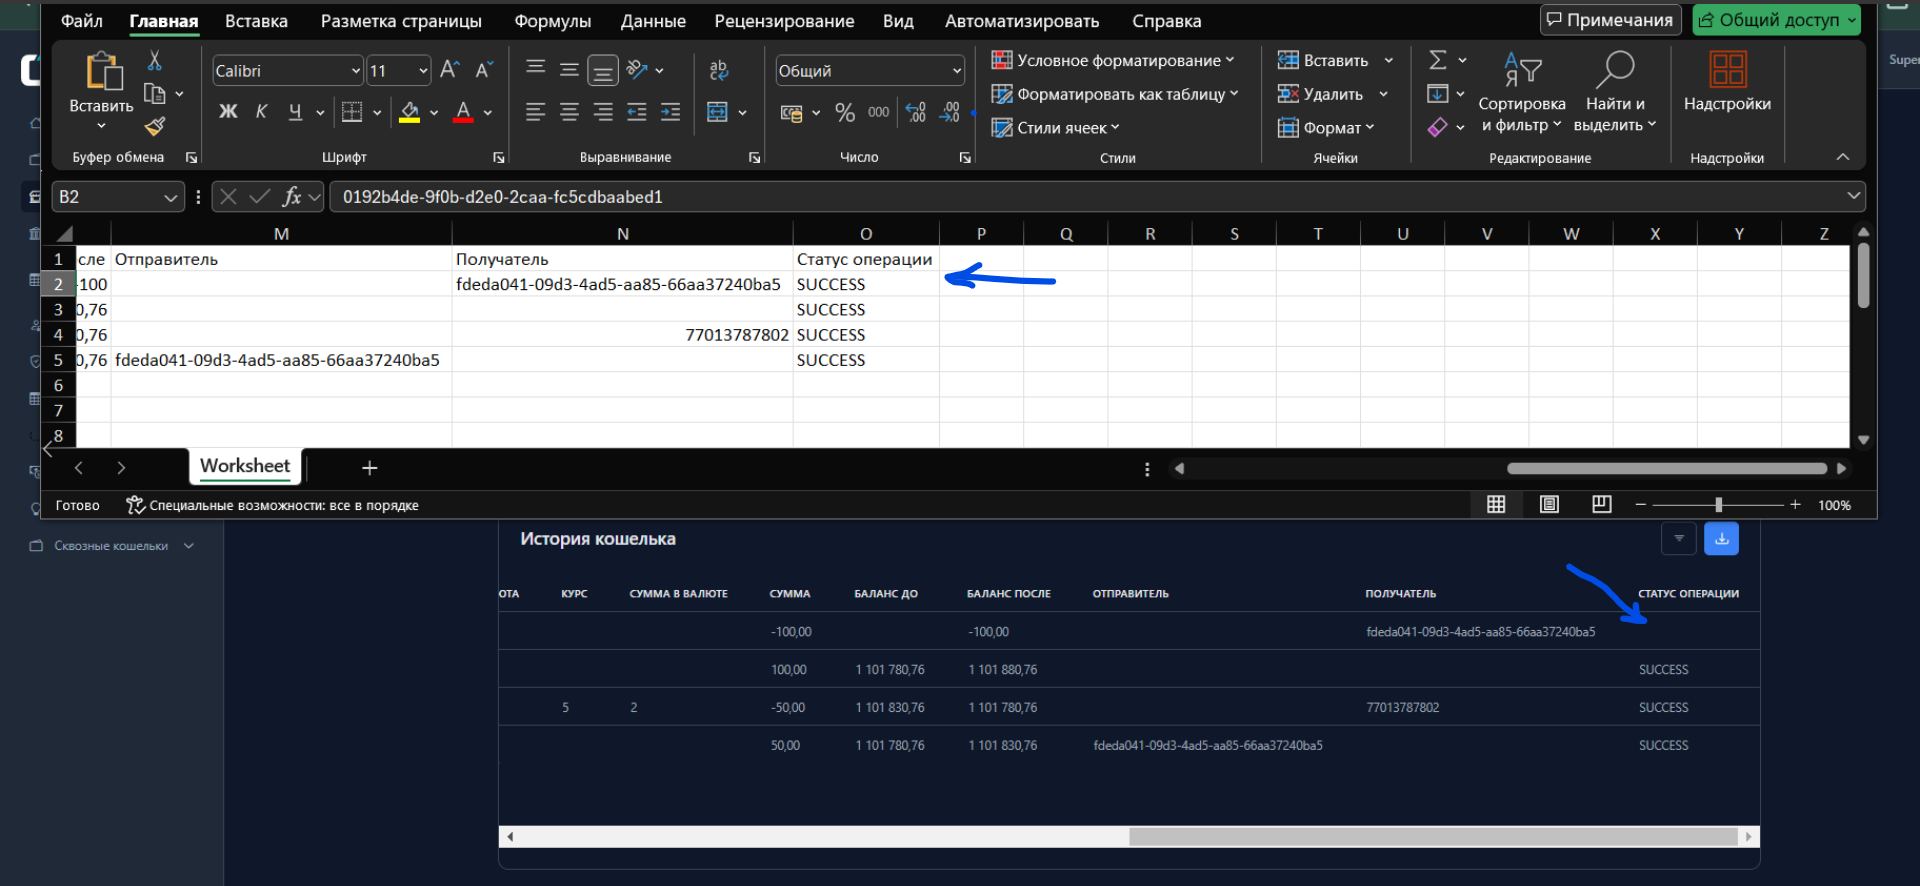 Файл Главная Вставка Разметка страницы Формулы Данные Рецензирование Вид Автоматизировать Справка Примечания Общий доступ
Super
Вставить
Calibri 11
Ж К Ч
ab
Общий
% 000
Условное форматирование
Форматировать как таблицу
Стили ячеек
Вставить
Удалить
Формат
Сортировка и фильтр
Найти и выделить
Надстройки
Буфер обмена Шрифт Выравнивание Число Стили Ячейки Редактирование Надстройки
B2 fx 0192b4de-9f0b-d2e0-2caa-fc5cdbaabed1
M N O P Q R S T U V W X Y Z
1 сле Отправитель Получатель Статус операции
2 -100 fdeda041-09d3-4ad5-aa85-66aa37240ba5 SUCCESS
3 0,76 SUCCESS
4 0,76 77013787802 SUCCESS
5 0,76 fdeda041-09d3-4ad5-aa85-66aa37240ba5 SUCCESS
6
7
8
Worksheet
Готово Специальные возможности: все в порядке 100%
Сквозные кошельки
История кошелька
ОТА КУРС СУММА В ВАЛЮТЕ СУММА БАЛАНС ДО БАЛАНС ПОСЛЕ ОТПРАВИТЕЛЬ ПОЛУЧАТЕЛЬ СТАТУС ОПЕРАЦИИ
-100,00 -100,00 fdeda041-09d3-4ad5-aa85-66aa37240ba5
100,00 1 101 780,76 1 101 880,76 SUCCESS
5 2 -50,00 1 101 830,76 1 101 780,76 77013787802 SUCCESS
50,00 1 101 780,76 1 101 830,76 fdeda041-09d3-4ad5-aa85-66aa37240ba5 SUCCESS